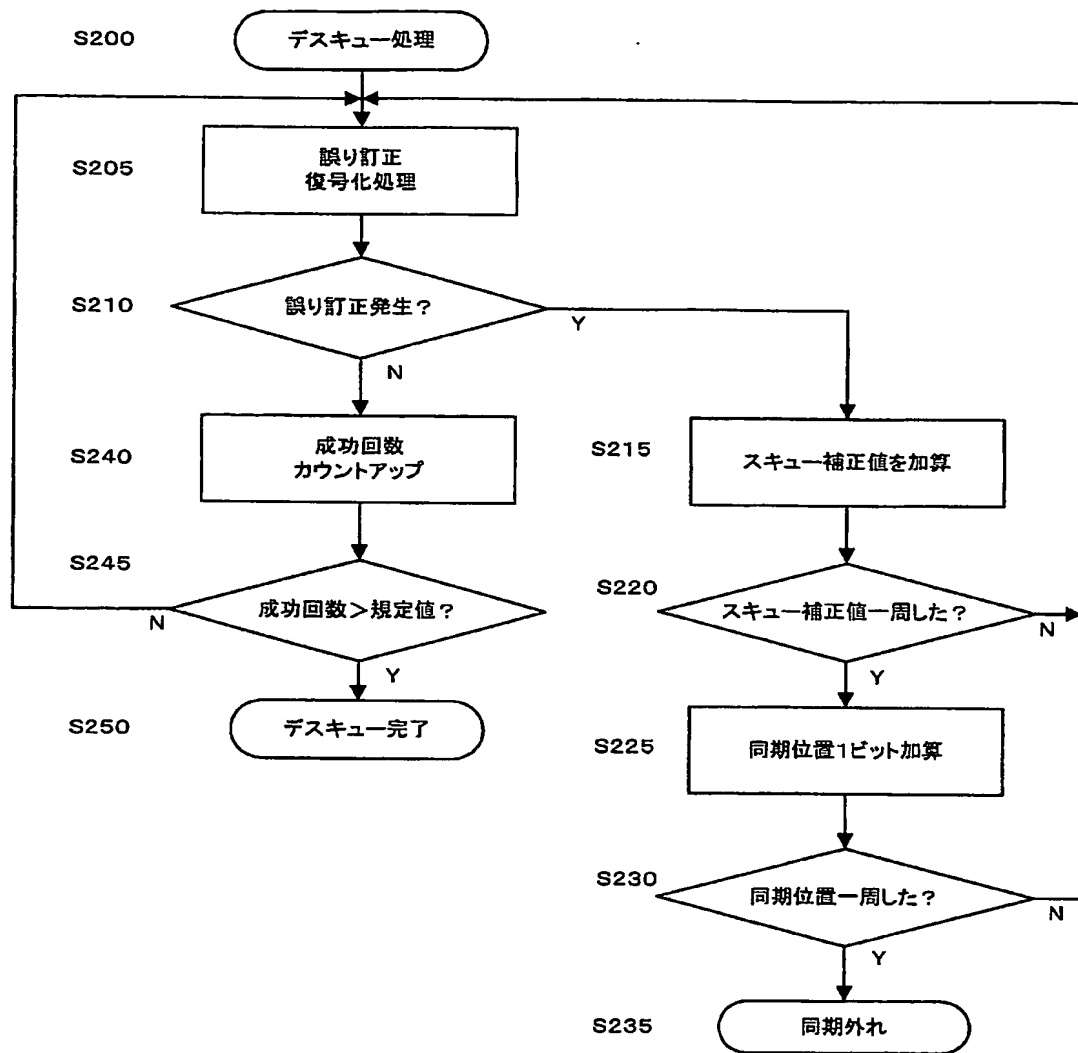 S200
デスキュー処理
S205
誤り訂正
復号化処理
S210
誤り訂正発生?
Y
N
S240
成功回数
カウントアップ
S215
スキュー補正値を加算
S245
成功回数>規定値?
N
Y
S220
スキュー補正値一周した?
N
Y
S250
デスキュー完了
S225
同期位置1ビット加算
S230
同期位置一周した?
N
Y
S235
同期外れ